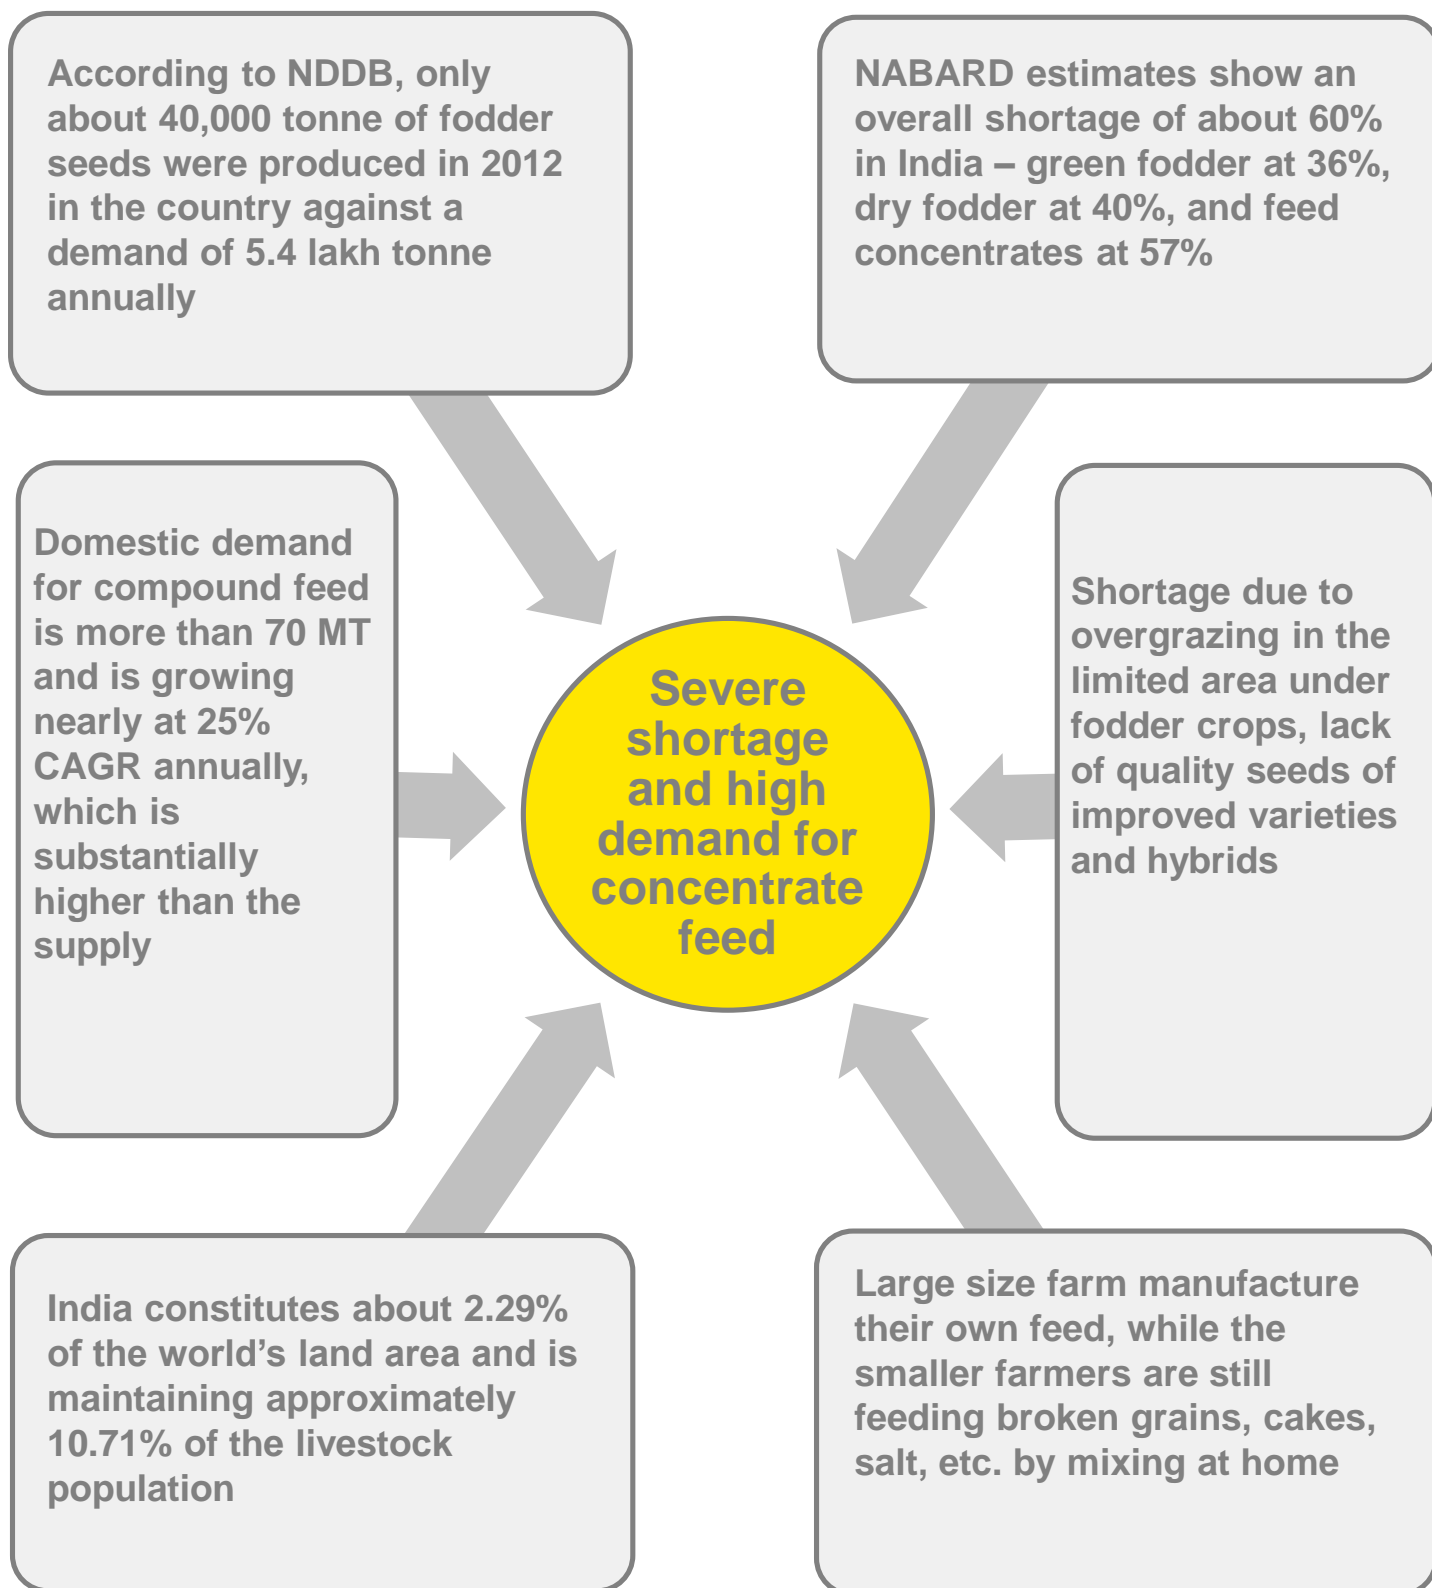 According to NDDB, only
about 40,000 tonne of fodder
seeds were produced in 2012
in the country against a
demand of 5.4 lakh tonne
annually
NABARD estimates show an
overall shortage of about 60%
in India – green fodder at 36%,
dry fodder at 40%, and feed
concentrates at 57%
Domestic demand
for compound feed
is more than 70 MT
and is growing
nearly at 25%
CAGR annually,
which is
substantially
higher than the
supply
Severe
shortage
and high
demand for
concentrate
feed
Shortage due to
overgrazing in the
limited area under
fodder crops, lack
of quality seeds of
improved varieties
and hybrids
India constitutes about 2.29%
of the world’s land area and is
maintaining approximately
10.71% of the livestock
population
Large size farm manufacture
their own feed, while the
smaller farmers are still
feeding broken grains, cakes,
salt, etc. by mixing at home